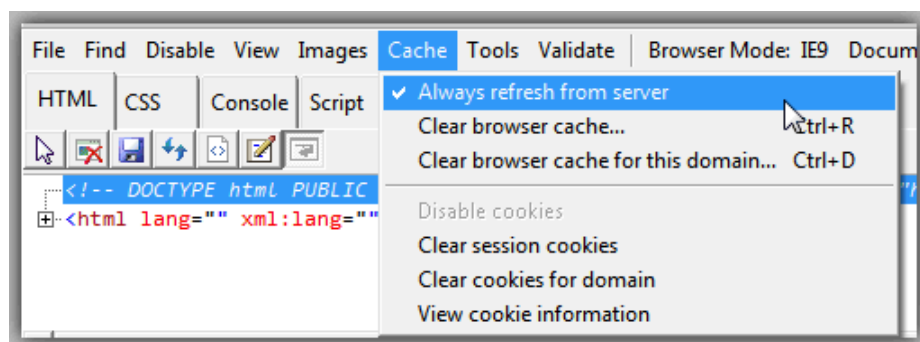 File Find Disable View Images Cache Tools Validate Browser Mode: IE9 Docum
HTML CSS Console Script
✓ Always refresh from server
Clear browser cache... Ctrl+R
Clear browser cache for this domain... Ctrl+D
Disable cookies
Clear session cookies
Clear cookies for domain
View cookie information
<!-- DOCTYPE html PUBLIC
<html lang="" xml:lang=""